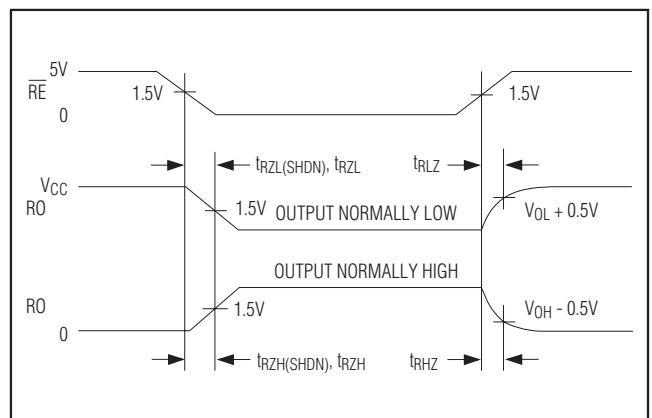 5V
RE
1.5V
1.5V
0
tRZL(SHDN), tRZL
tRLZ
VCC
RO
1.5V
OUTPUT NORMALLY LOW
VOL + 0.5V
OUTPUT NORMALLY HIGH
RO
1.5V
VOH - 0.5V
0
tRZH(SHDN), tRZH
tRHZ